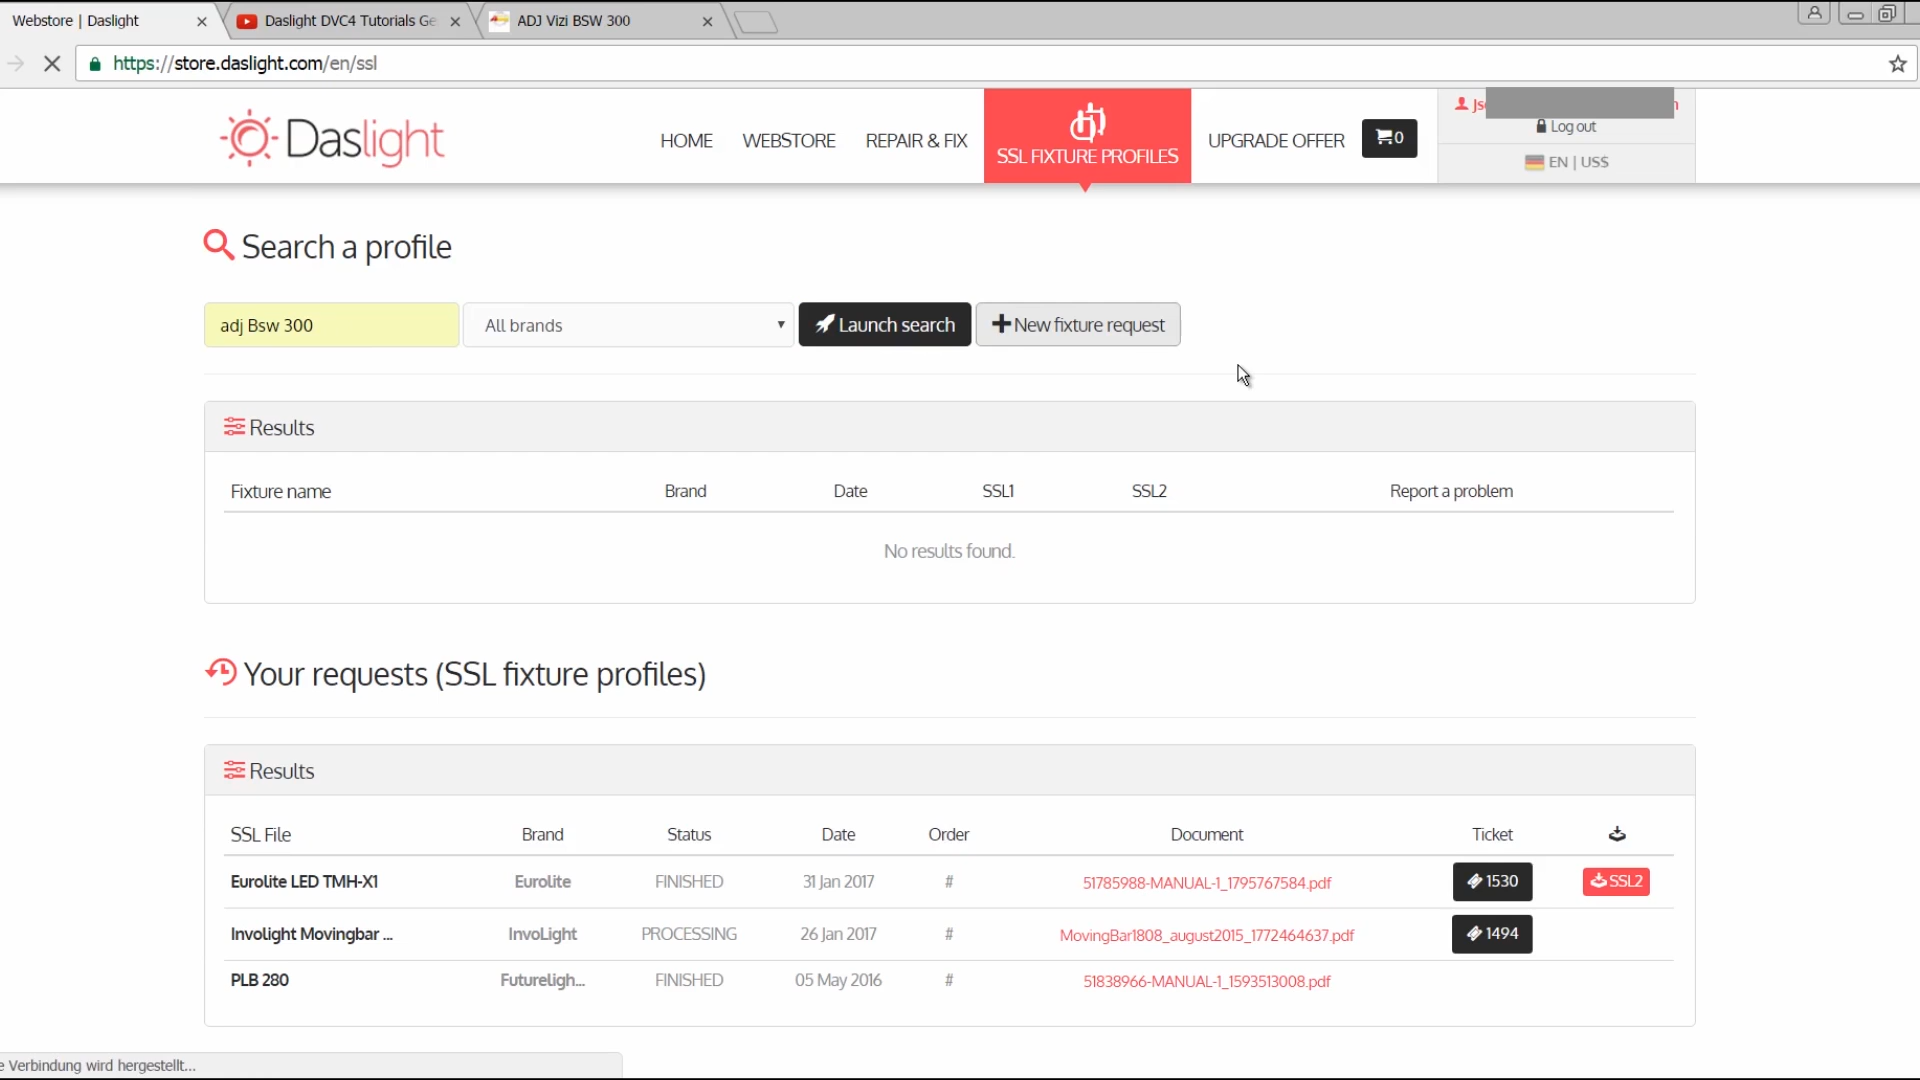 Webstore | Daslight
Daslight DVC4 Tutorials Ge
ADJ Vizi BSW 300
https://store.daslight.com/en/ssl
Daslight
HOME
WEBSTORE
REPAIR & FIX
SSL FIXTURE PROFILES
UPGRADE OFFER
0
Log out
EN | US$
Search a profile
adj Bsw 300
All brands
Launch search
New fixture request
Results
Fixture name Brand Date SSL1 SSL2 Report a problem
No results found.
Your requests (SSL fixture profiles)
Results
SSL File Brand Status Date Order Document Ticket
Eurolite LED TMH-X1 Eurolite FINISHED 31 Jan 2017 # 51785988-MANUAL-1_1795767584.pdf 1530 SSL2
Involight Movingbar ... InvoLight PROCESSING 26 Jan 2017 # MovingBar1808_august2015_1772464637.pdf 1494
PLB 280 Futureligh... FINISHED 05 May 2016 # 51838966-MANUAL-1_1593513008.pdf
e Verbindung wird hergestellt...